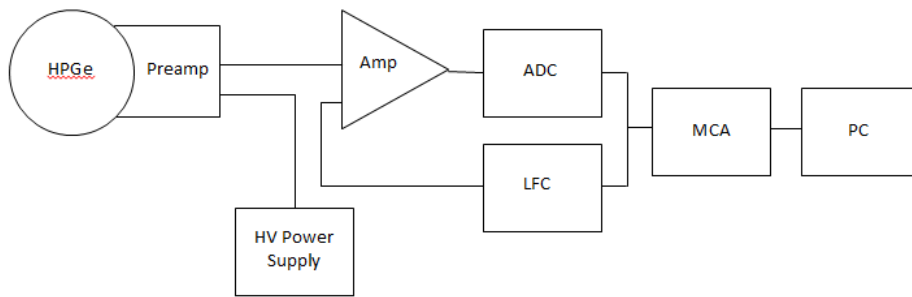 HPGe
Preamp
Amp
ADC
MCA
PC
LFC
HV Power
Supply